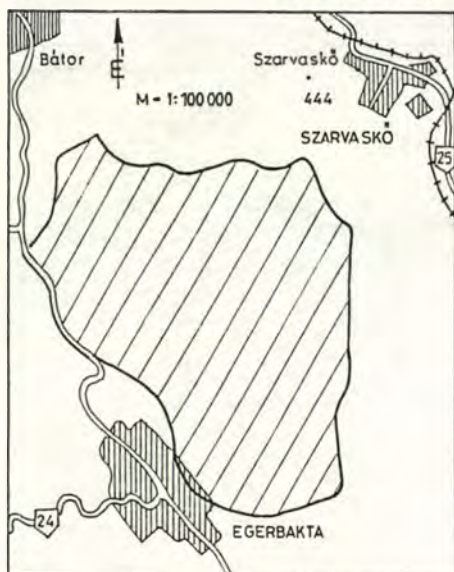 Bátor
É
M = 1:100 000
Szarvaskő
444
SZARVASKŐ
25
24
EGERBAKTA